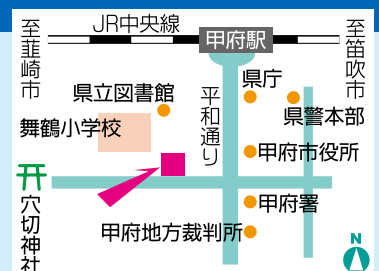 JR中央線
甲府駅
至韮崎市
至笛吹市
県庁
県立図書館
県警本部
平和通り
舞鶴小学校
甲府市役所
甲府署
穴切神社
甲府地方裁判所
N